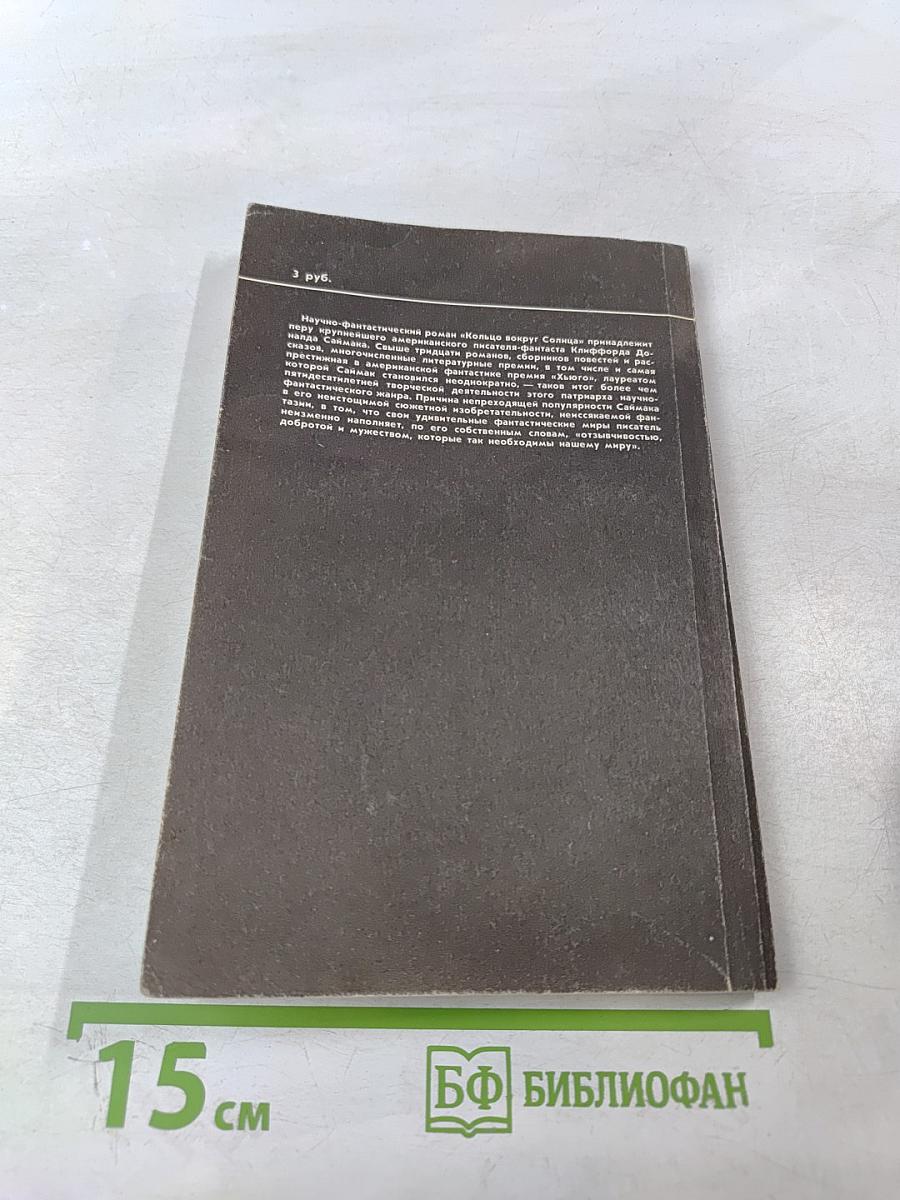 3 руб.
Научно-фантастический роман «Кольцо вокруг Солнца» принадлежит
перу крупнейшего американского писателя-фантаста Клиффорда До-
налда Саймака. Свыше тридцати романов, сборников повестей и рас-
сказов, многочисленные литературные премии, в том числе и самая
престижная в американской фантастике премия «Хьюго», лауреатом
которой Саймак становился неоднократно, — таков итог более чем
пятидесятилетней творческой деятельности этого патриарха научно-
фантастического жанра. Причина непреходящей популярности Саймака
в его неистощимой сюжетной изобретательности, неиссякаемой фан-
тазии, в том, что свои удивительные фантастические миры писатель
неизменно наполняет, по его собственным словам, «отзывчивостью,
добротой и мужеством, которые так необходимы нашему миру».
15 см
БФ БИБЛИОФАН